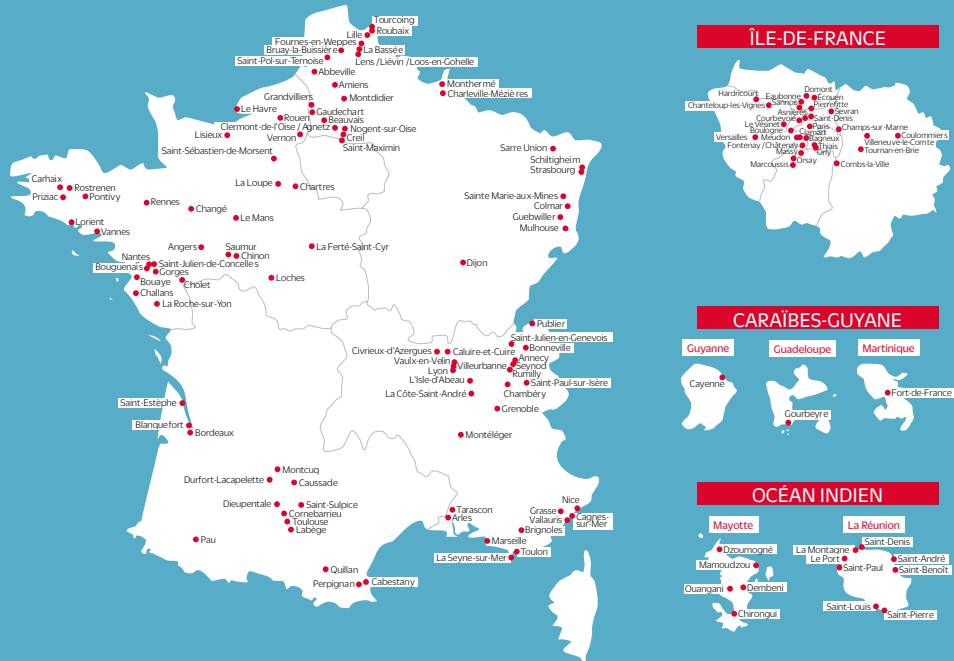 Tourcoing
Roubaix
Lille
Fournes-en-Weppes
Bruay-la-Buissière
La Bassée
Saint-Pol-sur-Ternoise
Lens /Liévin /Loos-en-Gohelle
Abbeville
Amiens
Monthermé
Charleville-Mézières
Grandvilliers
Montdidier
Le Havre
Gaudechart
Rouen
Beauvais
Clermont-de-l'Oise / Agnetz
Nogent-sur-Oise
Lisieux
Vernon
Creil
Saint-Maximin
Saint-Sébastien-de-Morsent
Sarre Union
Schiltigheim
Strasbourg
Carhaix
Rostrenen
Priziac
Pontivy
La Loupe
Chartres
Rennes
Changé
Le Mans
Sainte Marie-aux-Mines
Colmar
Guebwiller
Mulhouse
Lorient
Vannes
Angers
Saumur
Chinon
La Ferté-Saint-Cyr
Nantes
Saint-Julien-de-Concelles
Bouguenais
Gorges
Bouaye
Cholet
Loches
Dijon
Challans
La Roche-sur-Yon
Publier
Saint-Julien-en-Genevois
Bonneville
Civrieux-d'Azergues
Caluire-et-Cuire
Annecy
Vaulx-en-Velin
Villeurbanne
Seynod
Lyon
Rumilly
L'Isle-d'Abeau
Saint-Paul-sur-Isère
La Côte-Saint-André
Chambéry
Grenoble
Saint-Estèphe
Blanquefort
Bordeaux
Montéléger
Montcuq
Durfort-Lacapelette
Caussade
Dieupentale
Saint-Sulpice
Cornebarrieu
Toulouse
Labège
Pau
Tarascon
Arles
Nice
Grasse
Vallauris
Cagnes-
sur-Mer
Brignoles
Marseille
Toulon
La Seyne-sur-Mer
Quillan
Perpignan
Cabestany
ÎLE-DE-FRANCE
Hardricourt
Domont
Eaubonne
Écouen
Chanteloup-les-Vignes
Sannois
Pierrefitte
Asnières
Sevran
Courbevoie
Saint-Denis
Le Vésinet
Paris
Champs-sur-Marne
Boulogne
Clamart
Coulommiers
Versailles
Meudon
Bagneux
Villeneuve-le-Comte
Fontenay /Châtenay
Thiais
Tournan-en-Brie
Massy
Orly
Marcoussis
Orsay
Combs-la-Ville
CARAÏBES-GUYANE
Guyanne
Guadeloupe
Martinique
Cayenne
Fort-de-France
Gourbeyre
OCÉAN INDIEN
Mayotte
La Réunion
Dzoumogné
Saint-Denis
La Montagne
Mamoudzou
Le Port
Saint-André
Saint-Paul
Saint-Benoît
Ouangani
Dembeni
Chirongui
Saint-Louis
Saint-Pierre